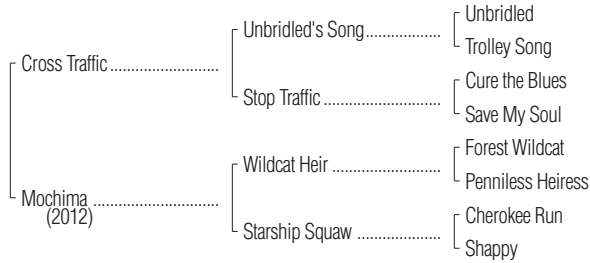 Unbridled
Unbridled's Song
Trolley Song
Cross Traffic
Cure the Blues
Stop Traffic
Save My Soul
Forest Wildcat
Wildcat Heir
Penniless Heiress
Mochima
(2012)
Cherokee Run
Starship Squaw
Shappy